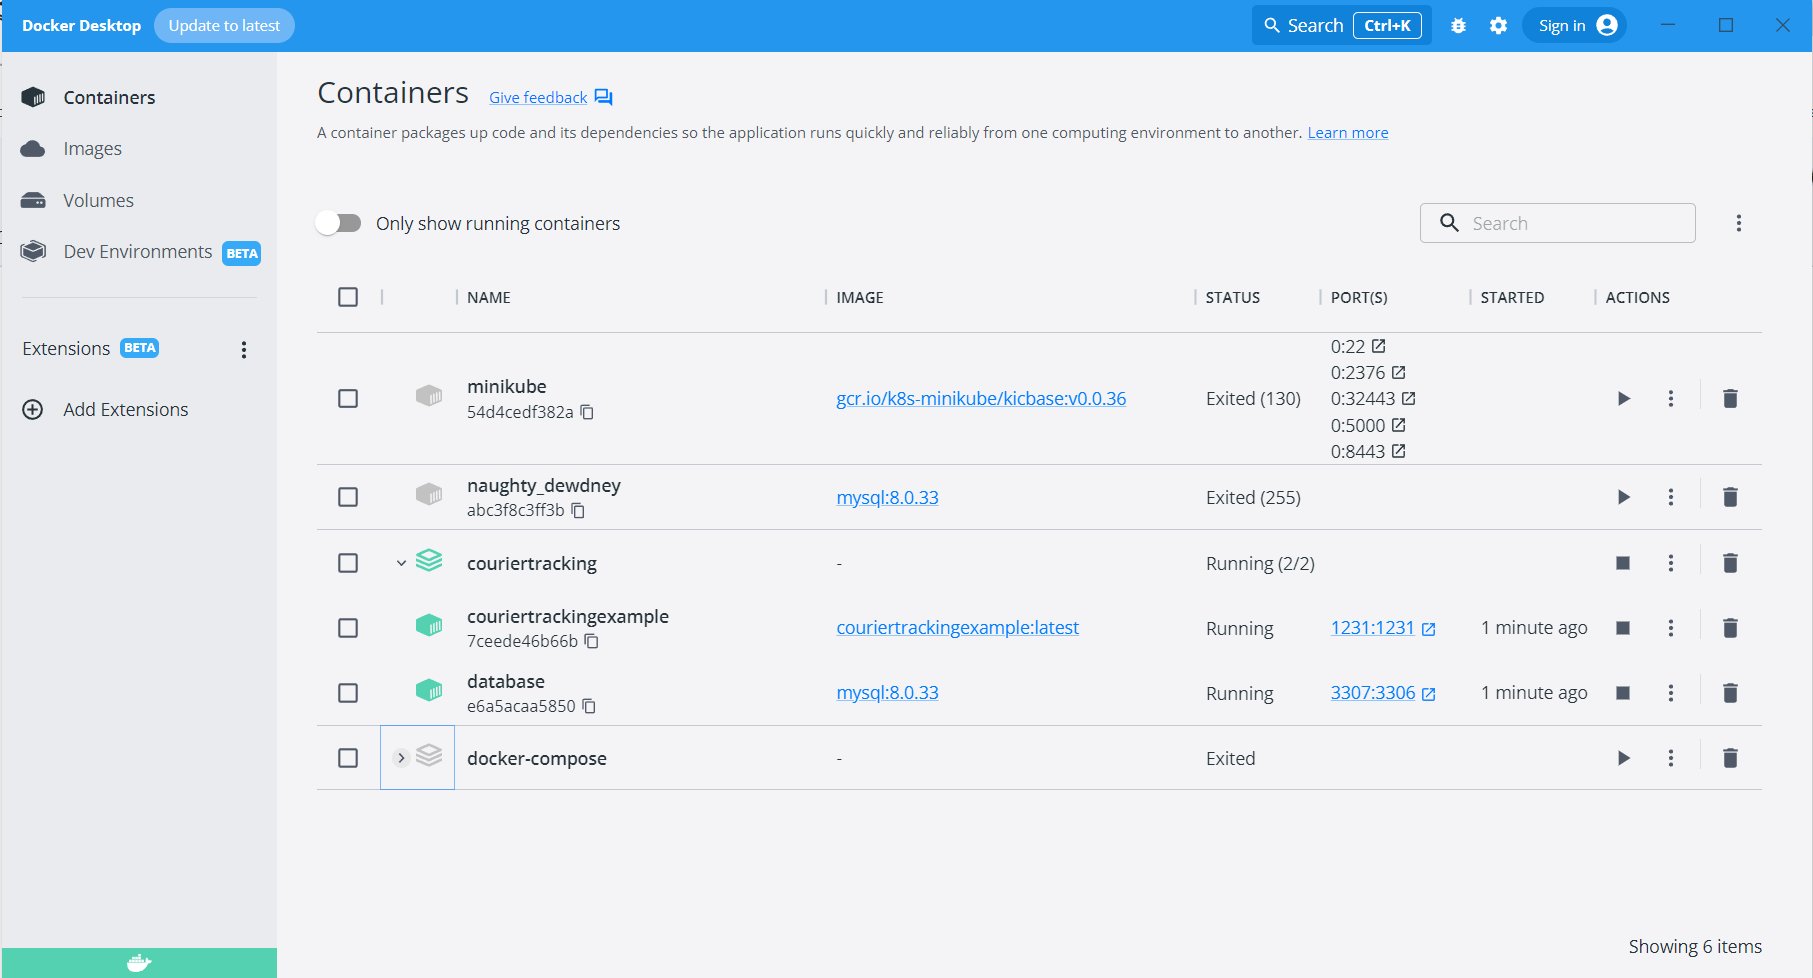 Docker Desktop Update to latest Search Ctrl+K Sign in
Containers
Images
Volumes
Dev Environments BETA
Extensions BETA
Add Extensions
Containers Give feedback
A container packages up code and its dependencies so the application runs quickly and reliably from one computing environment to another. Learn more
Only show running containers Search
NAME IMAGE STATUS PORT(S) STARTED ACTIONS
minikube
54d4cedf382a
gcr.io/k8s-minikube/kicbase:v0.0.36
Exited (130)
0:22
0:2376
0:32443
0:5000
0:8443
naughty_dewdney
abc3f8c3ff3b
mysql:8.0.33
Exited (255)
couriertracking - Running (2/2)
couriertrackingexample
7ceede46b66b
couriertrackingexample:latest
Running
1231:1231
1 minute ago
database
e6a5acaa5850
mysql:8.0.33
Running
3307:3306
1 minute ago
docker-compose - Exited
Showing 6 items